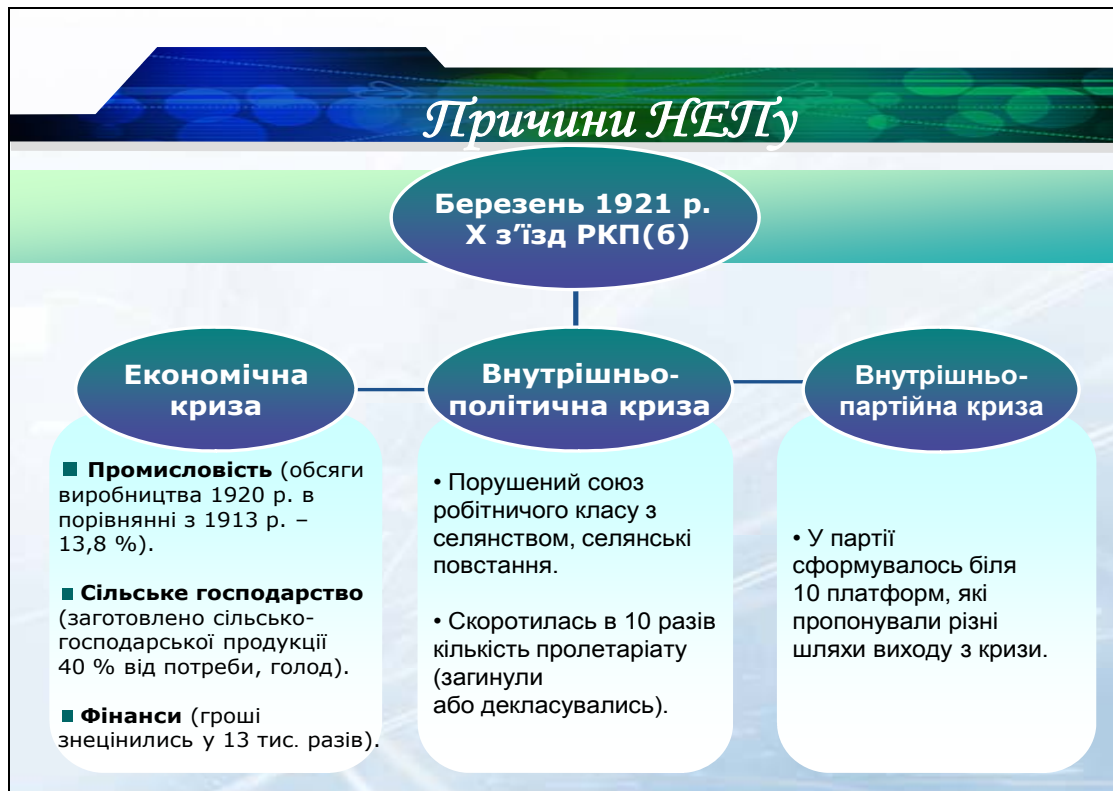 Причини НЕПу
Березень 1921 р.
Х з’їзд РКП(б)
Економічна
криза
Внутрішньо-
політична криза
Внутрішньо-
партійна криза
■ Промисловість (обсяги
виробництва 1920 р. в
порівнянні з 1913 р. –
13,8 %).
■ Сільське господарство
(заготовлено сільсько-
господарської продукції
40 % від потреби, голод).
■ Фінанси (гроші
знецінились у 13 тис. разів).
• Порушений союз
робітничого класу з
селянством, селянські
повстання.
• Скоротилась в 10 разів
кількість пролетаріату
(загинули
або декласувались).
• У партії
сформувалось біля
10 платформ, які
пропонували різні
шляхи виходу з кризи.